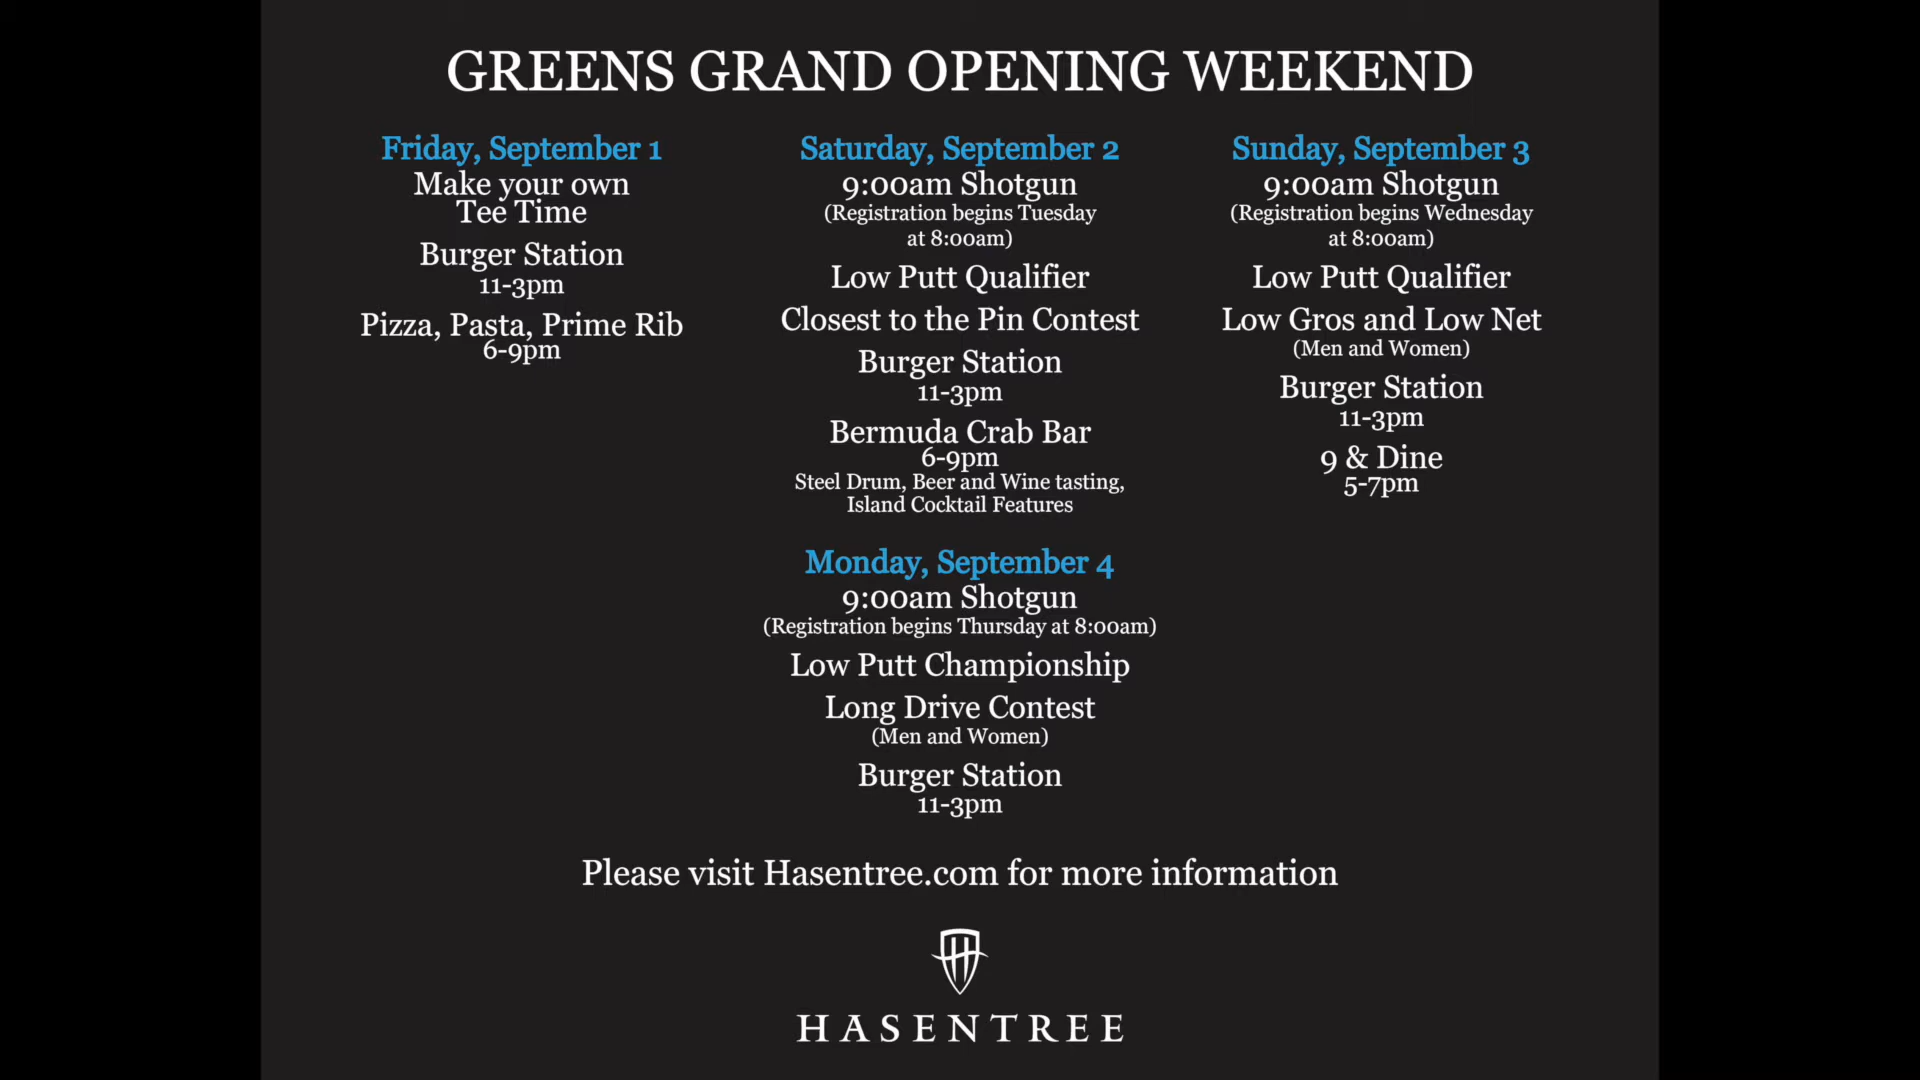 GREENS GRAND OPENING WEEKEND
Friday, September 1
Make your own
Tee Time
Burger Station
11-3pm
Pizza, Pasta, Prime Rib
6-9pm
Saturday, September 2
9:00am Shotgun
(Registration begins Tuesday
at 8:00am)
Low Putt Qualifier
Closest to the Pin Contest
Burger Station
11-3pm
Bermuda Crab Bar
6-9pm
Steel Drum, Beer and Wine tasting,
Island Cocktail Features
Sunday, September 3
9:00am Shotgun
(Registration begins Wednesday
at 8:00am)
Low Putt Qualifier
Low Gros and Low Net
(Men and Women)
Burger Station
11-3pm
9 & Dine
5-7pm
Monday, September 4
9:00am Shotgun
(Registration begins Thursday at 8:00am)
Low Putt Championship
Long Drive Contest
(Men and Women)
Burger Station
11-3pm
Please visit Hasentree.com for more information
HASENTREE